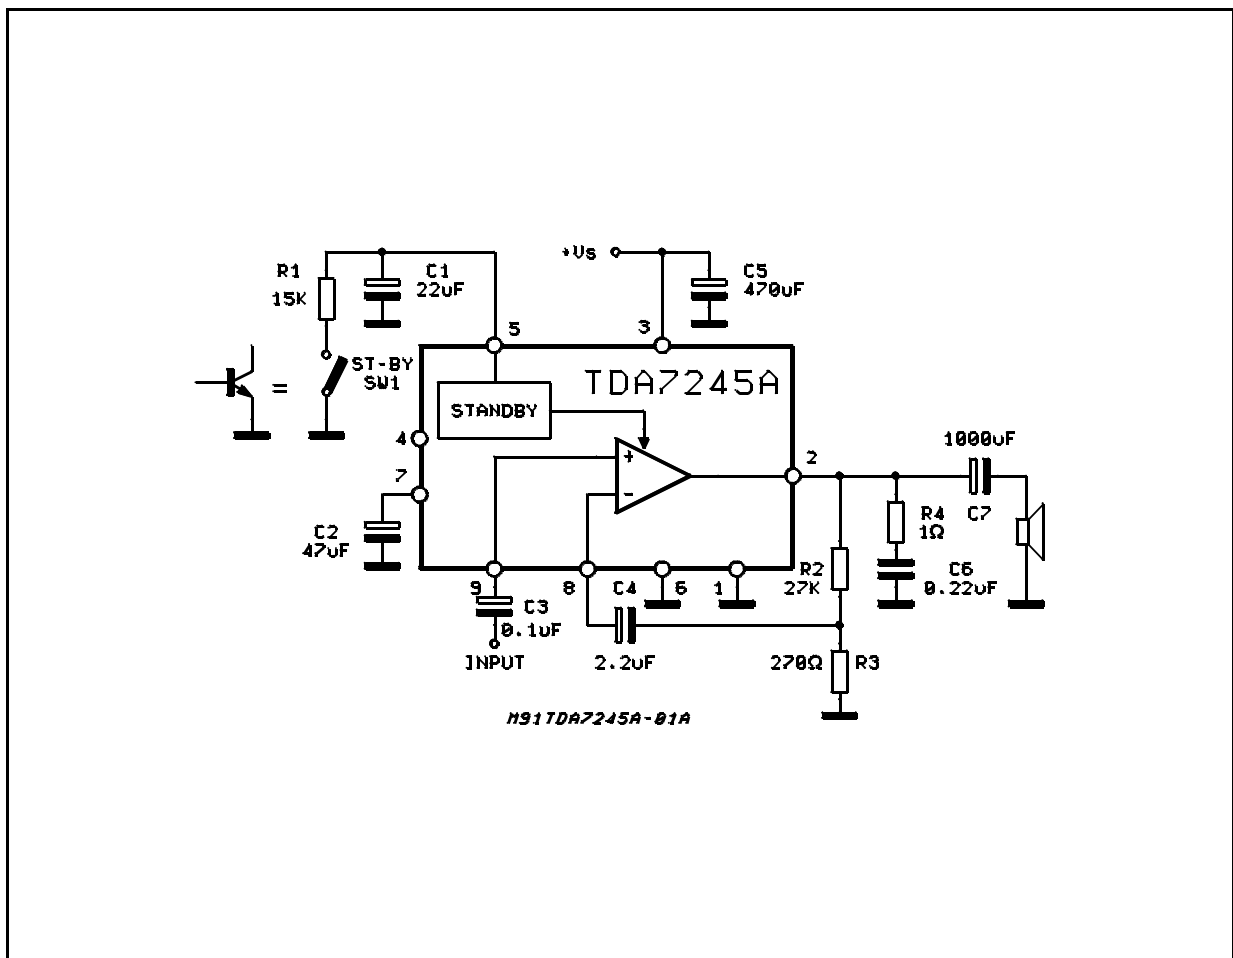 +Vs
R1
15K
C1
22uF
C5
470uF
5
3
ST-BY
SW1
=
TDA7245A
STANDBY
4
7
+
-
2
1000uF
C7
R4
1Ω
C2
47uF
R2
27K
C6
0.22uF
9
8
C4
6
1
C3
0.1uF
INPUT
2.2uF
270Ω
R3
M91TDA7245A-01A